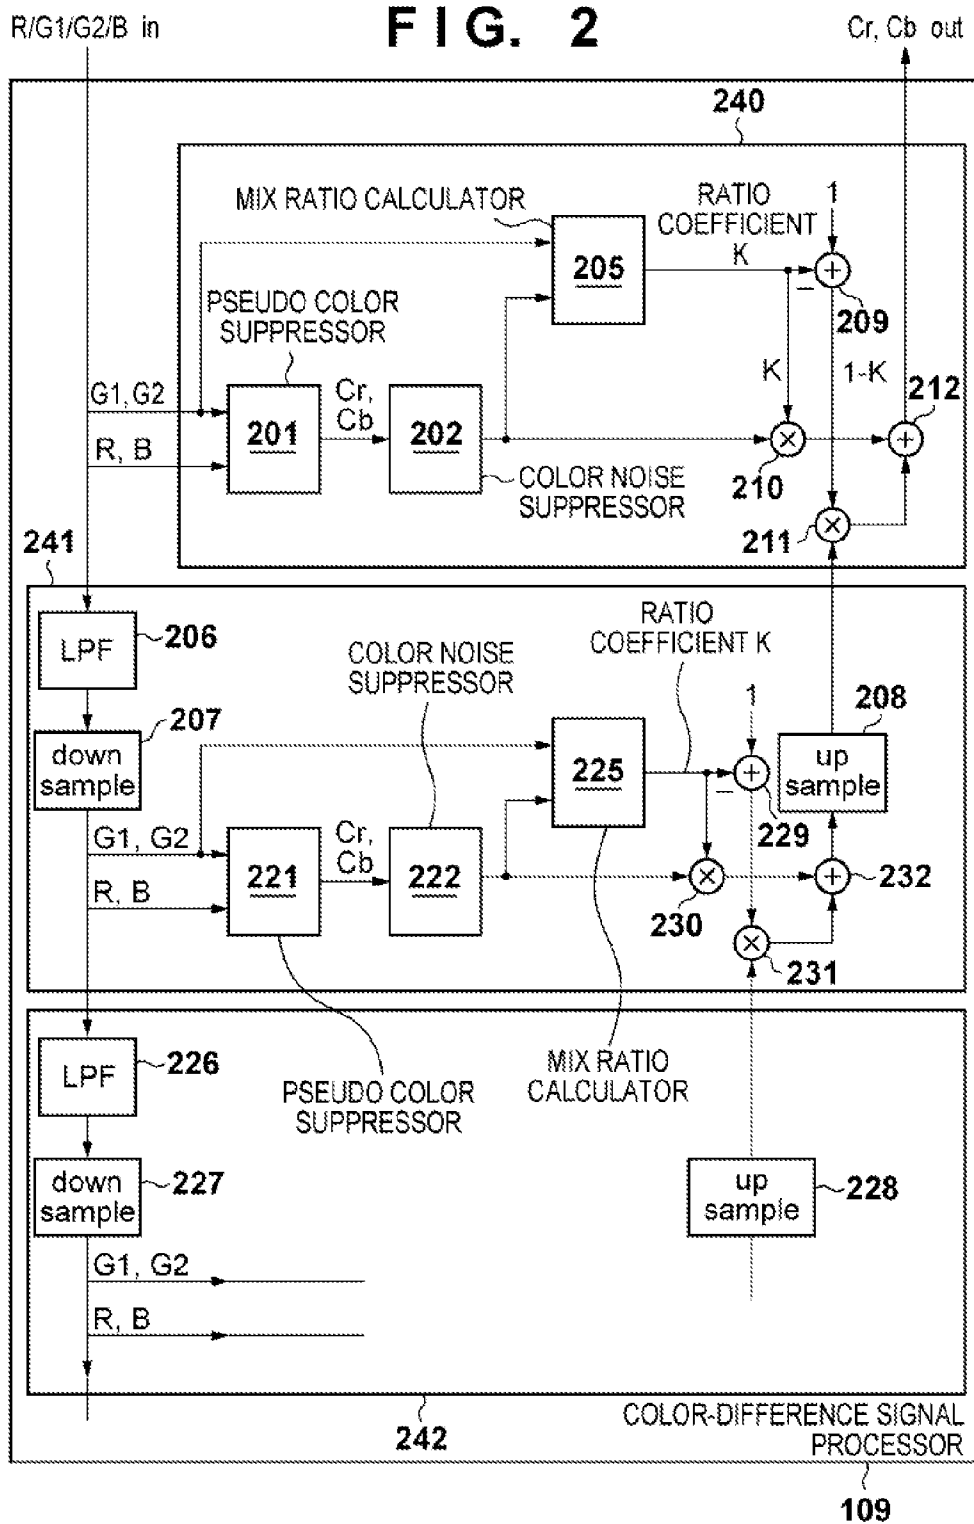 R/G1/G2/B in
FIG. 2
Cr, Cb out
240
MIX RATIO CALCULATOR
RATIO
COEFFICIENT
K
1
205
–
209
PSEUDO COLOR
SUPPRESSOR
G1, G2
R, B
201
Cr,
Cb
202
K
1-K
212
210
COLOR NOISE
SUPPRESSOR
211
241
LPF
206
COLOR NOISE
SUPPRESSOR
RATIO
COEFFICIENT K
1
208
207
down
sample
225
–
229
up
sample
G1, G2
R, B
221
Cr,
Cb
222
230
232
231
LPF
226
PSEUDO COLOR
SUPPRESSOR
MIX RATIO
CALCULATOR
down
sample
227
up
sample
228
G1, G2
R, B
242
COLOR-DIFFERENCE SIGNAL
PROCESSOR
109